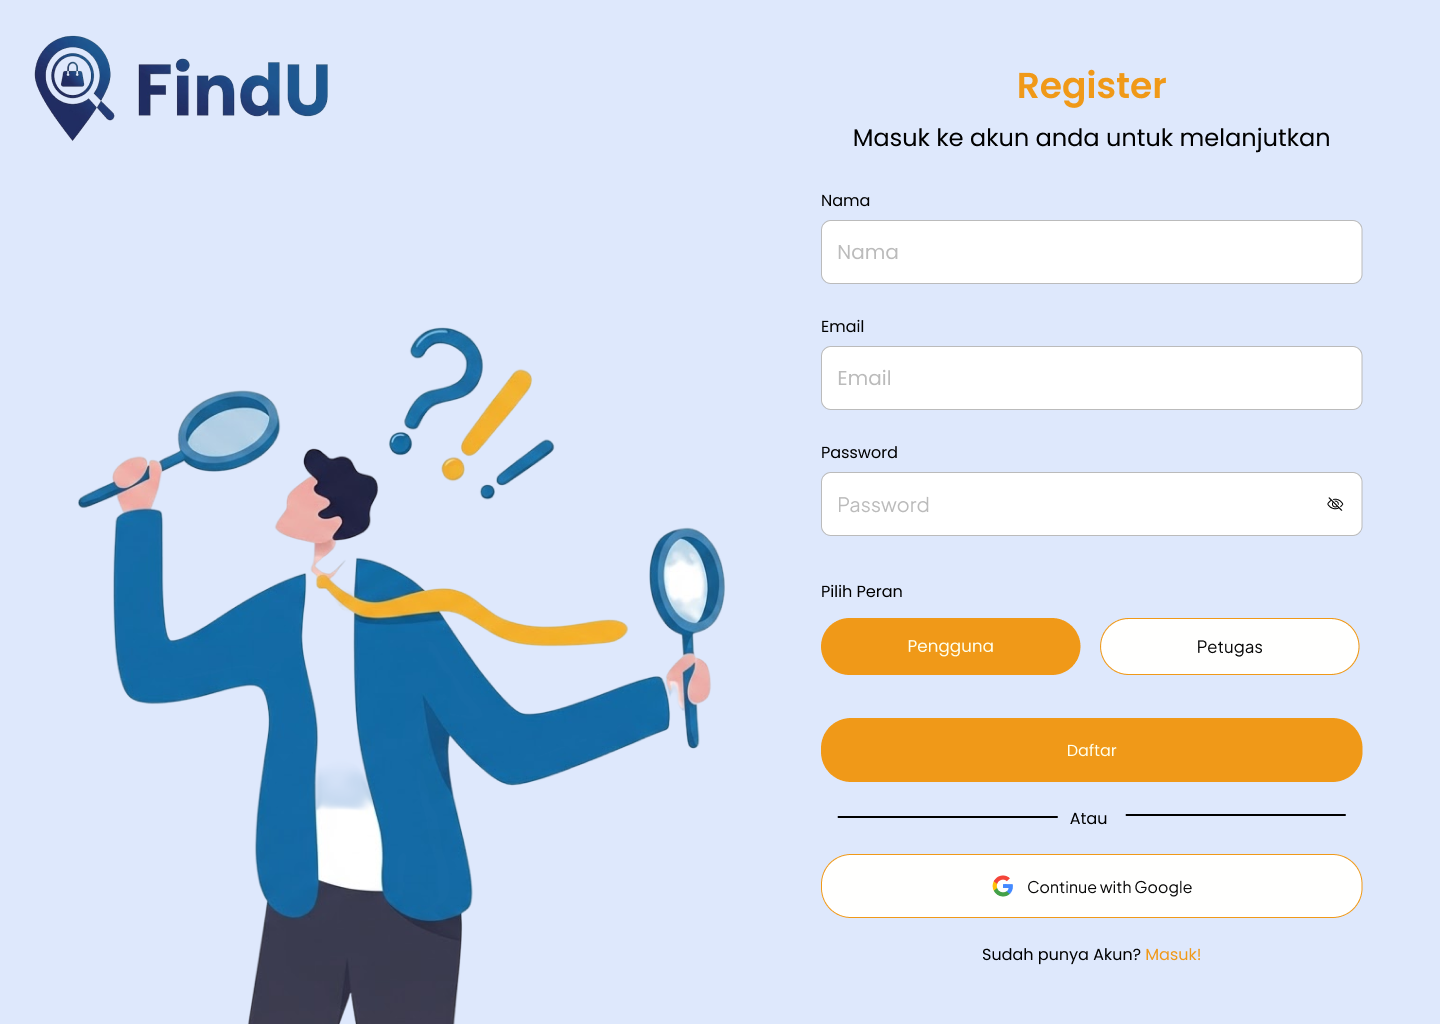 FindU
Register
Masuk ke akun anda untuk melanjutkan
Nama
Nama
Email
Email
Password
Password
Pilih Peran
Pengguna
Petugas
Daftar
Atau
Continue with Google
Sudah punya Akun? Masuk!